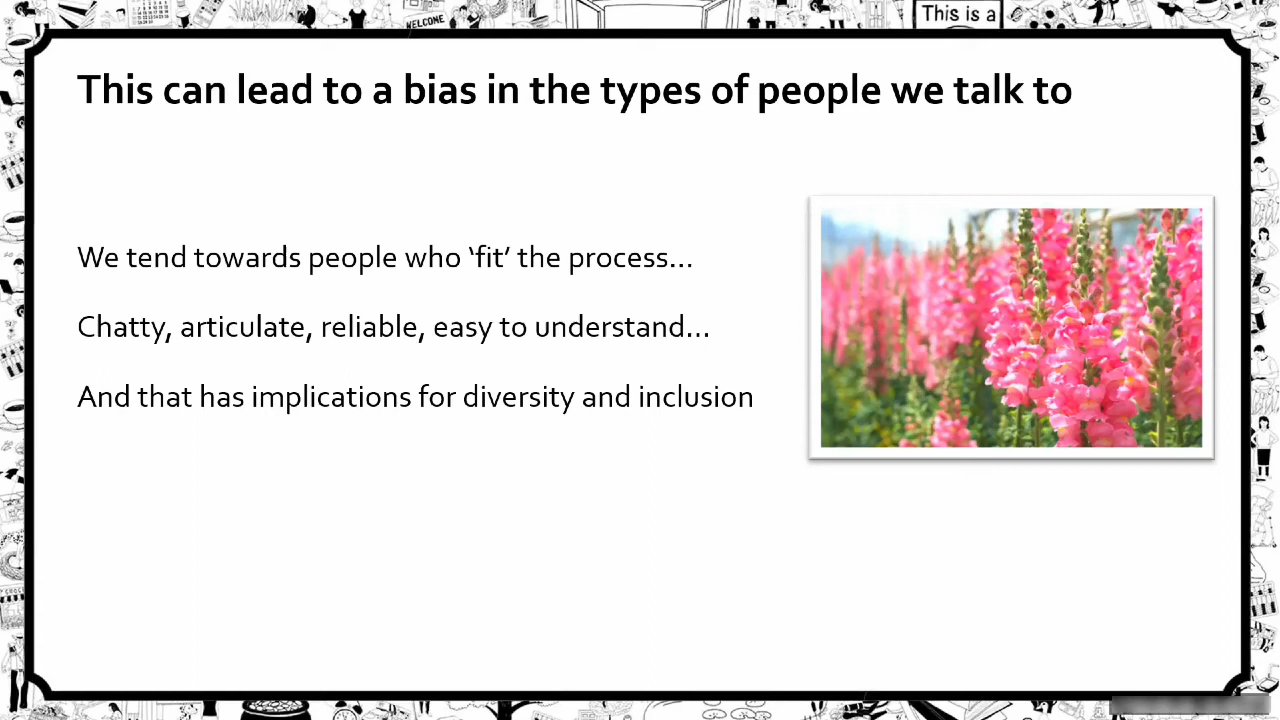 WELCOME
This is a
This can lead to a bias in the types of people we talk to
We tend towards people who ‘fit’ the process...
Chatty, articulate, reliable, easy to understand...
And that has implications for diversity and inclusion